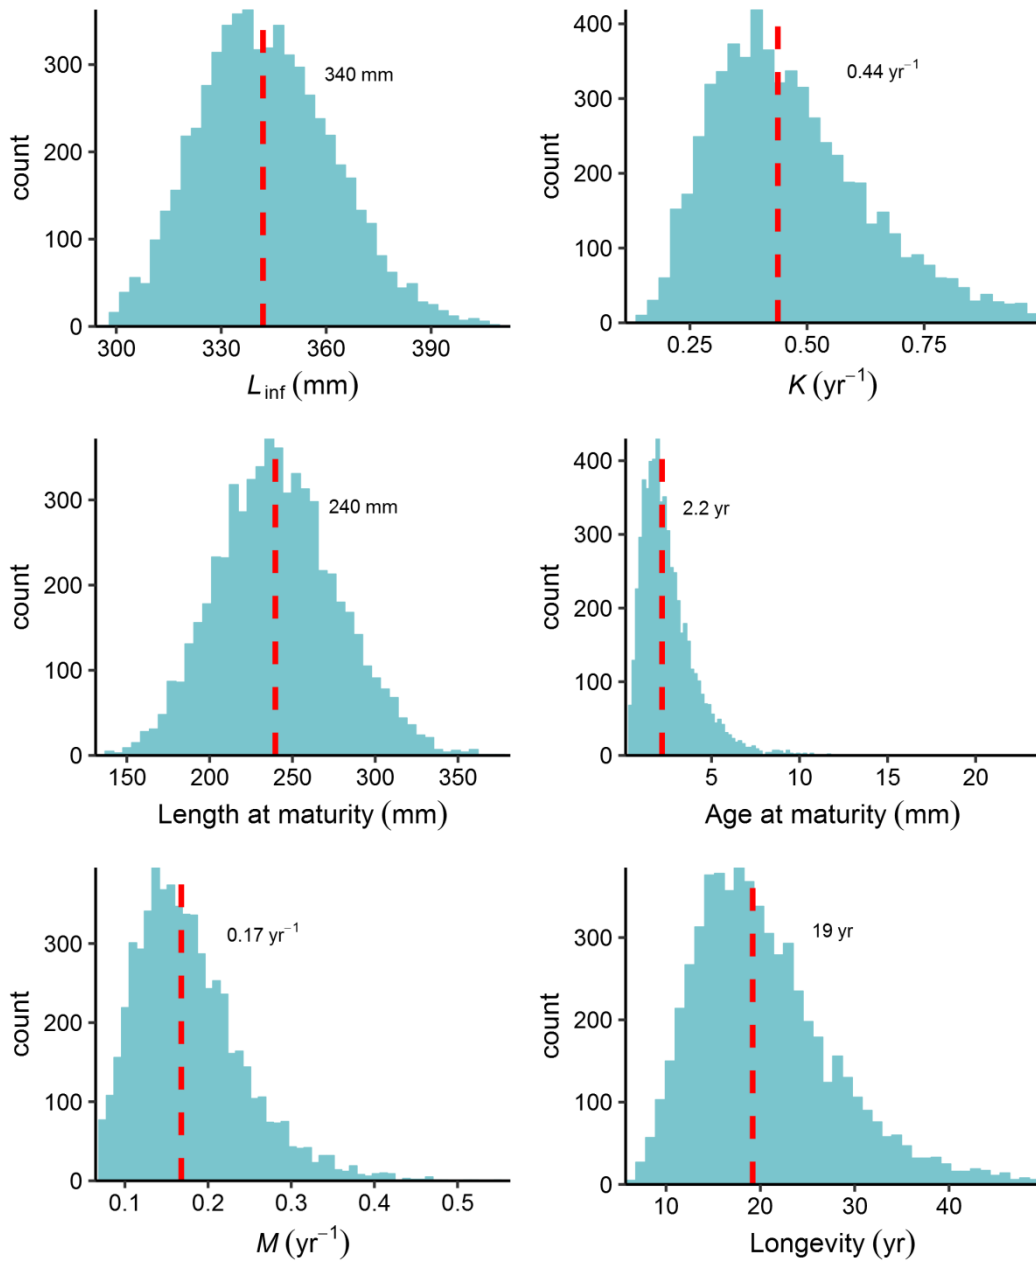 300
200
100
0
count
340 mm
300 330 360 390
Linf (mm)
400
300
200
100
0
count
0.44 yr⁻¹
0.25 0.50 0.75
K (yr⁻¹)
300
200
100
0
count
240 mm
150 200 250 300 350
Length at maturity (mm)
400
300
200
100
0
count
2.2 yr
5 10 15 20
Age at maturity (mm)
300
200
100
0
count
0.17 yr⁻¹
0.1 0.2 0.3 0.4 0.5
M (yr⁻¹)
300
200
100
0
count
19 yr
10 20 30 40
Longevity (yr)